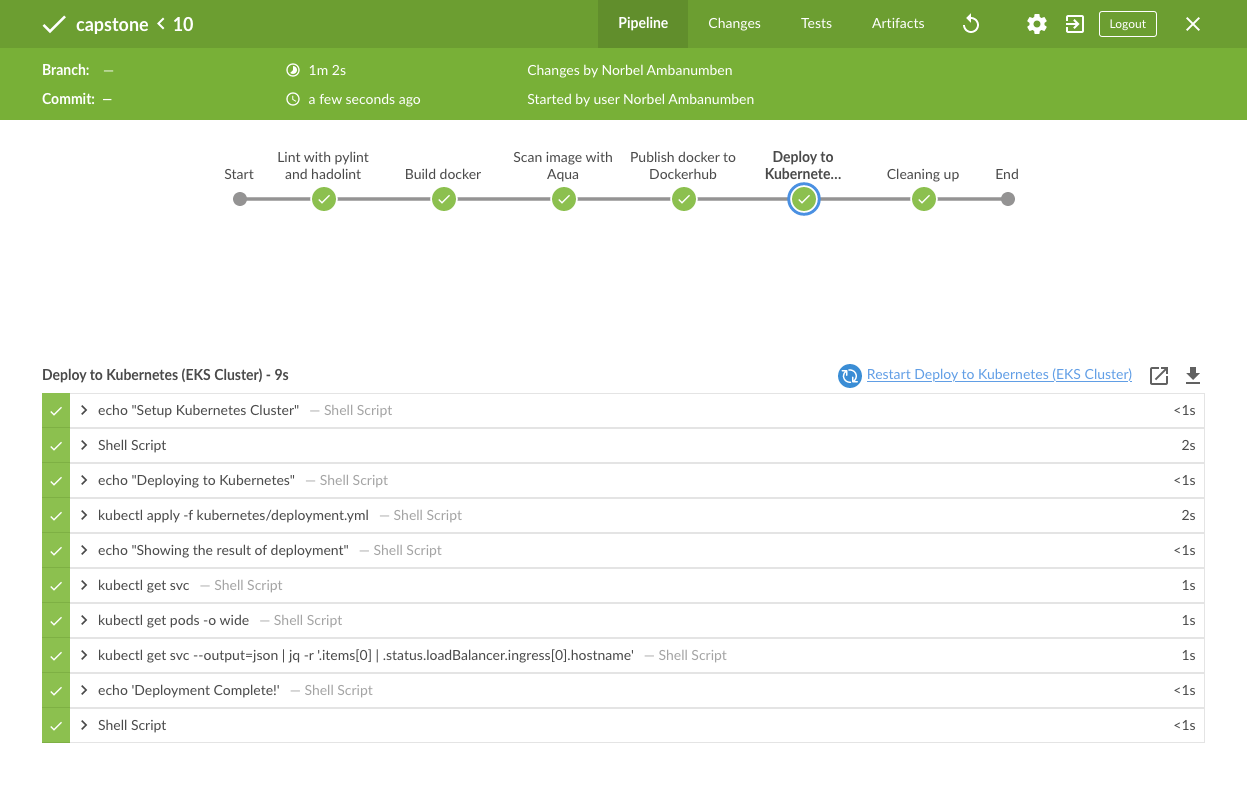 capstone < 10
Pipeline
Changes
Tests
Artifacts
Logout
Branch: —
1m 2s
Changes by Norbel Ambanumben
Commit: —
a few seconds ago
Started by user Norbel Ambanumben
Start
Lint with pylint
and hadolint
Build docker
Scan image with
Aqua
Publish docker to
Dockerhub
Deploy to
Kubernete...
Cleaning up
End
Deploy to Kubernetes (EKS Cluster) - 9s
Restart Deploy to Kubernetes (EKS Cluster)
echo "Setup Kubernetes Cluster" — Shell Script <1s
Shell Script 2s
echo "Deploying to Kubernetes" — Shell Script <1s
kubectl apply -f kubernetes/deployment.yml — Shell Script 2s
echo "Showing the result of deployment" — Shell Script <1s
kubectl get svc — Shell Script 1s
kubectl get pods -o wide — Shell Script 1s
kubectl get svc --output=json | jq -r '.items[0] | .status.loadBalancer.ingress[0].hostname' — Shell Script 1s
echo 'Deployment Complete!' — Shell Script <1s
Shell Script <1s